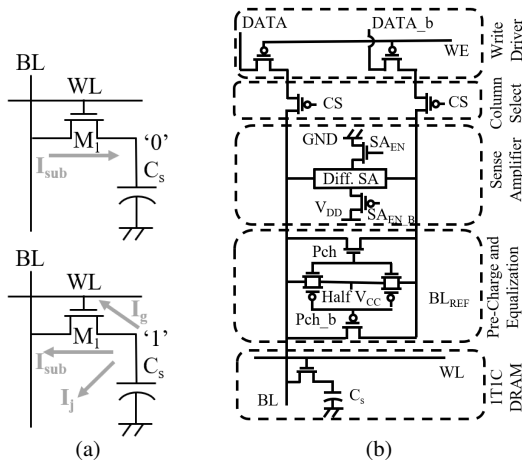 BL
WL
M1
'0'
Isub
Cs
BL
WL
Ig
M1
'1'
Isub
Cs
Ij
(a)
DATA
DATA_b
WE
Write Driver
CS
CS
Column Select
GND
SAEN
Diff. SA
VDD
SAEN_B
Sense Amplifier
Pch
Half VCC
BLREF
Pch_b
Pre-Charge and Equalization
WL
BL
Cs
1T1C DRAM
(b)